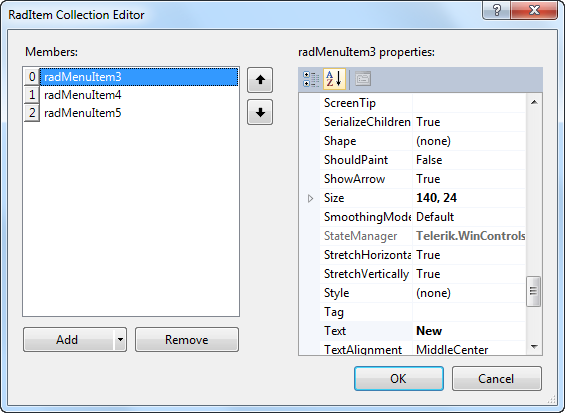 RadItem Collection Editor
?
Members:
0 radMenuItem3
1 radMenuItem4
2 radMenuItem5
Add
Remove
radMenuItem3 properties:
A
Z
ScreenTip
SerializeChildren True
Shape (none)
ShouldPaint False
ShowArrow True
Size 140, 24
SmoothingMode Default
StateManager Telerik.WinControls
StretchHorizonta True
StretchVertically True
Style (none)
Tag
Text New
TextAlignment MiddleCenter
OK
Cancel